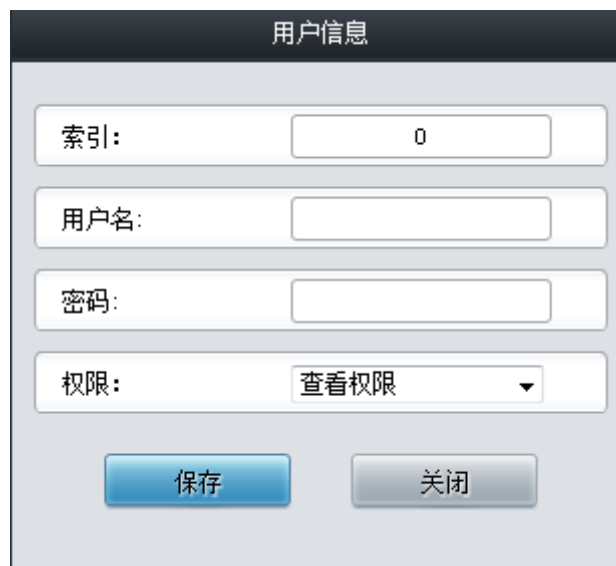 用户信息
索引： 0
用户名:
密码:
权限： 查看权限
保存 关闭